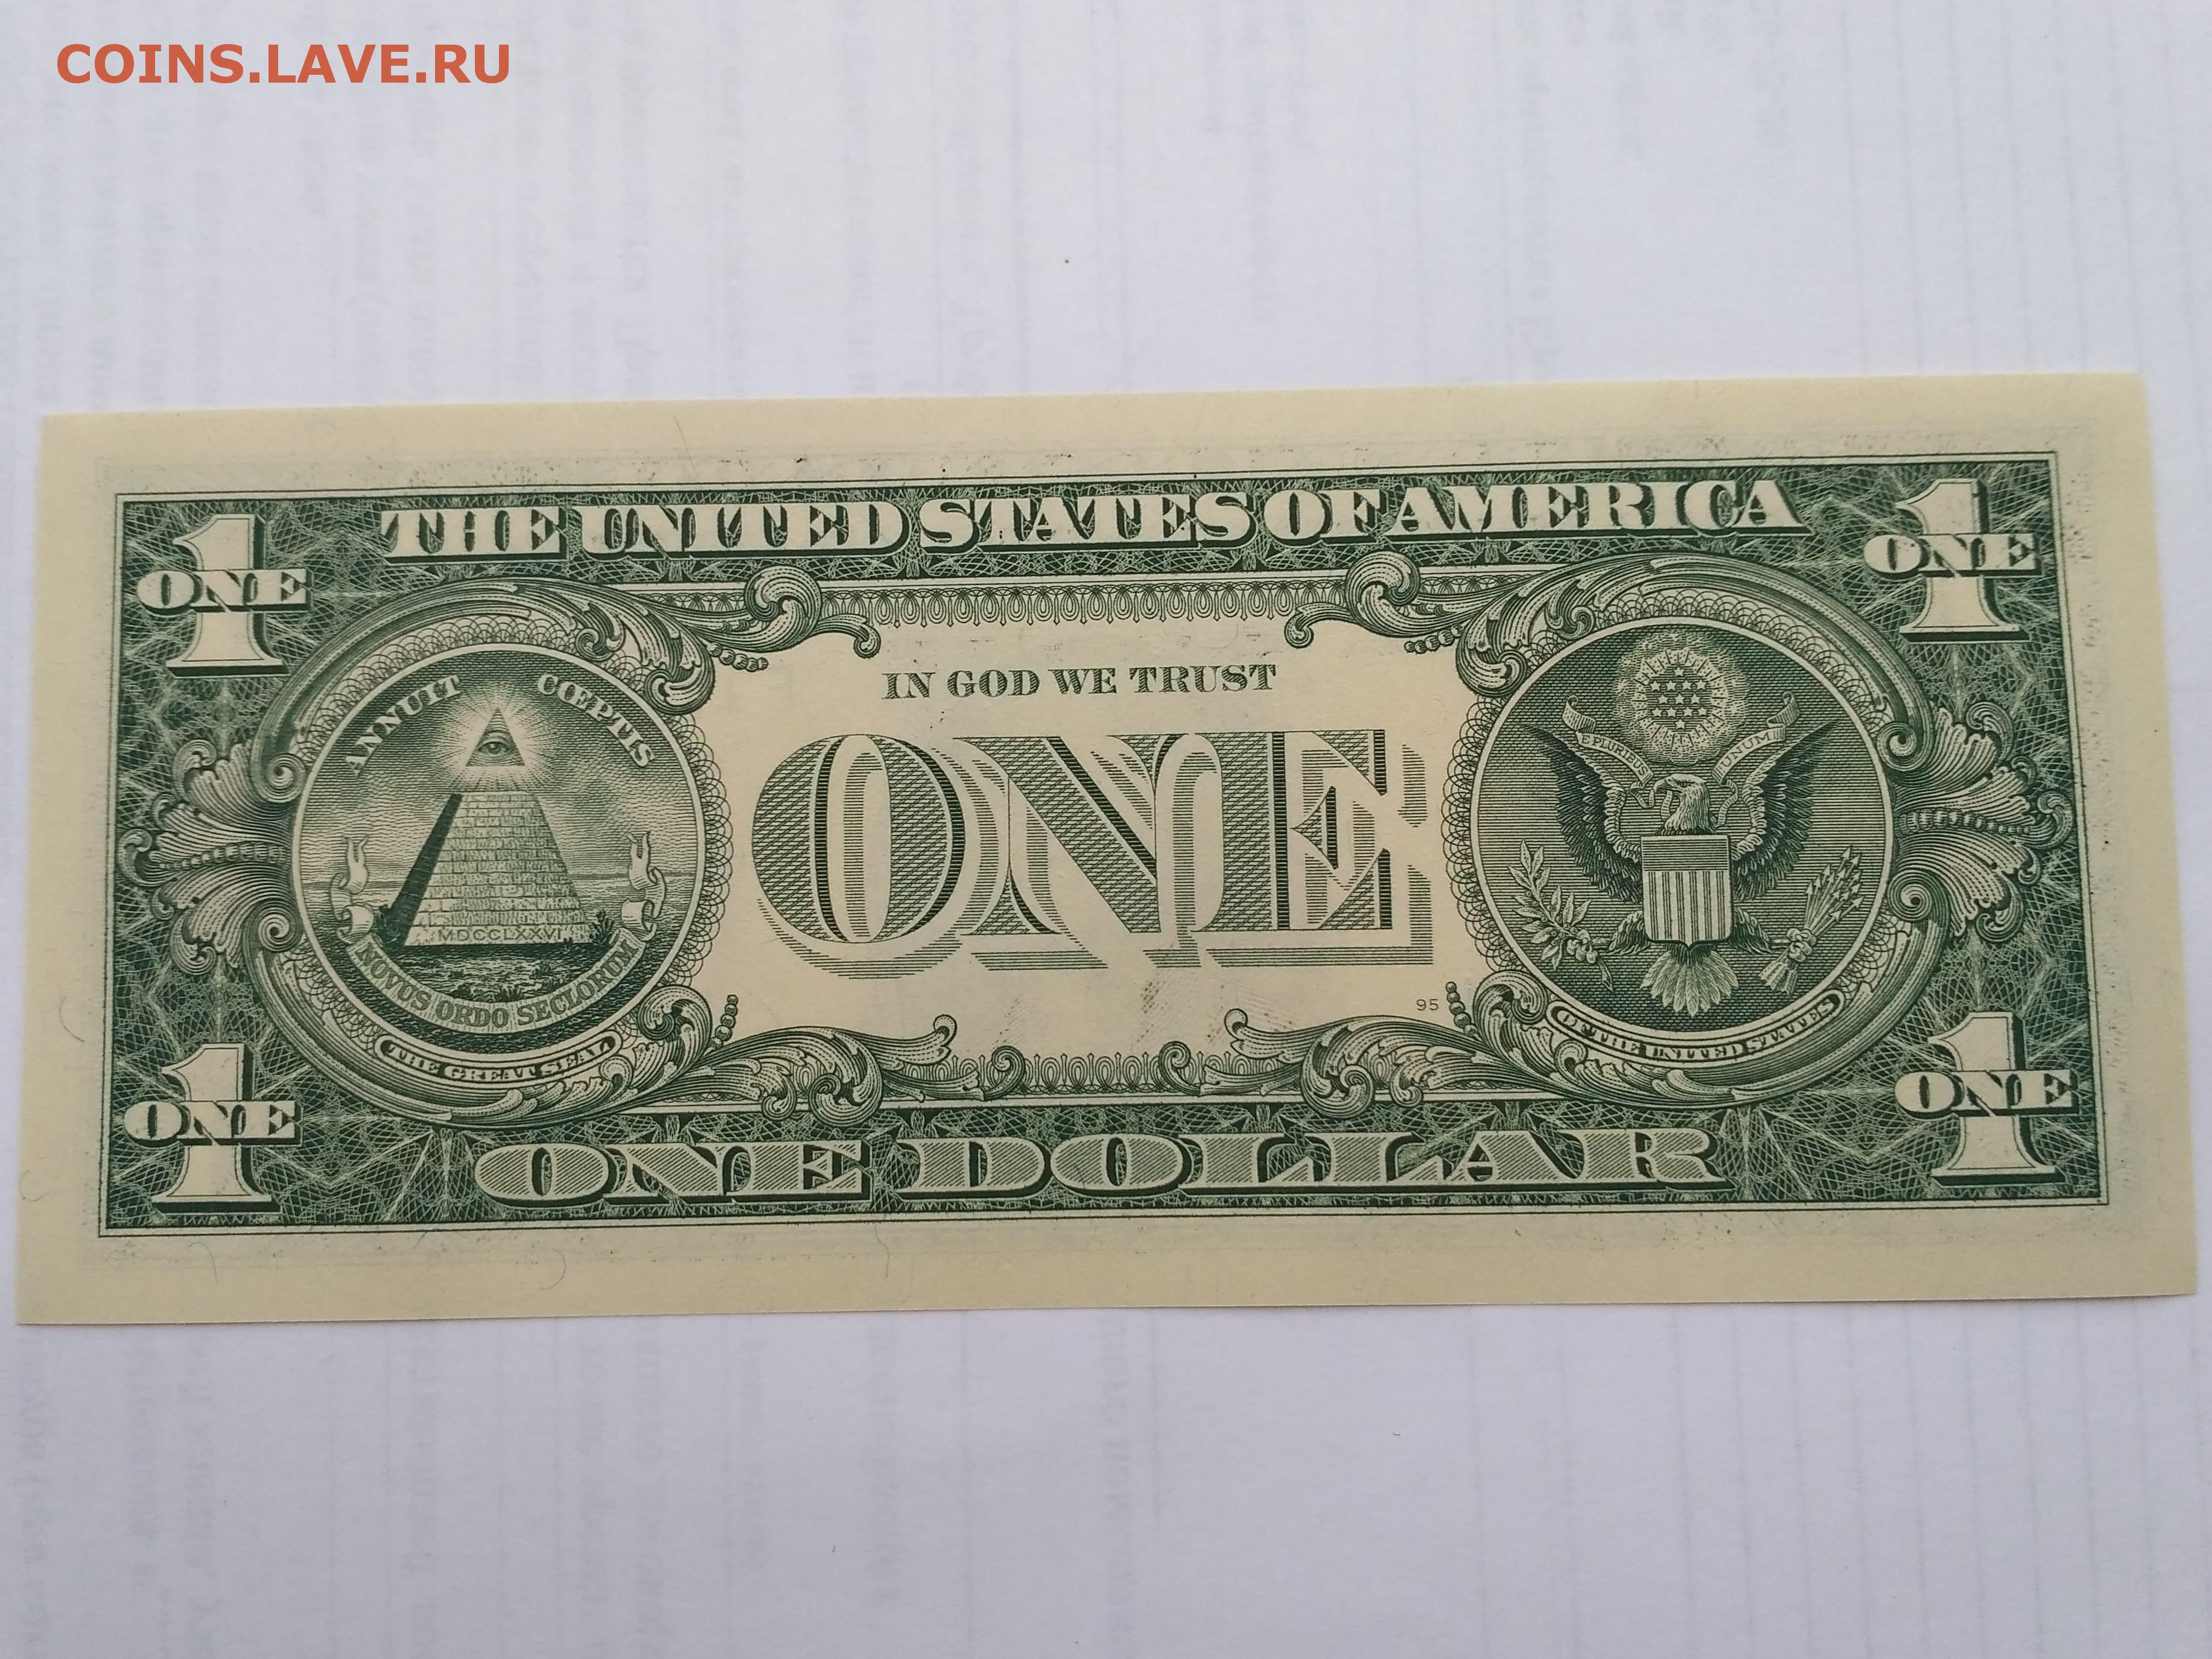 COINS.LAVE.RU
THE UNITED STATES OF AMERICA
1
ONE
1
ONE
ANNUIT CŒPTIS
MDCCLXXVI
NOVUS ORDO SECLORUM
THE GREAT SEAL
IN GOD WE TRUST
ONE
95
E PLURIBUS UNUM
OF THE UNITED STATES
1
ONE
1
ONE
ONE DOLLAR